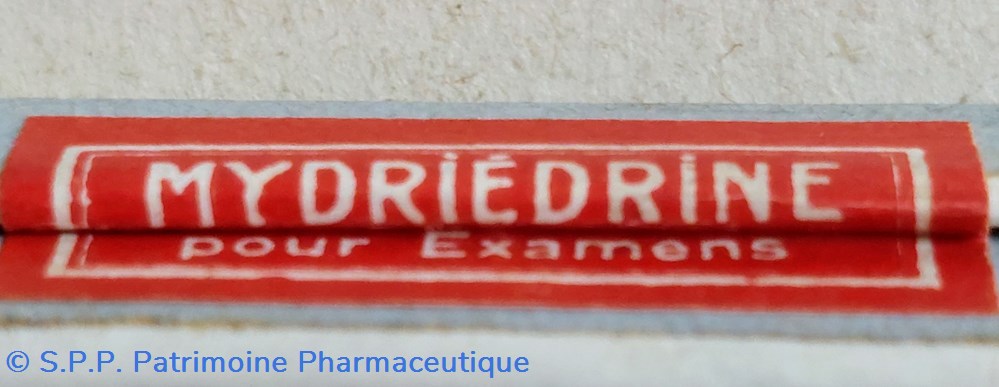 MYDRIÉDRINE
pour Examens
© S.P.P. Patrimoine Pharmaceutique